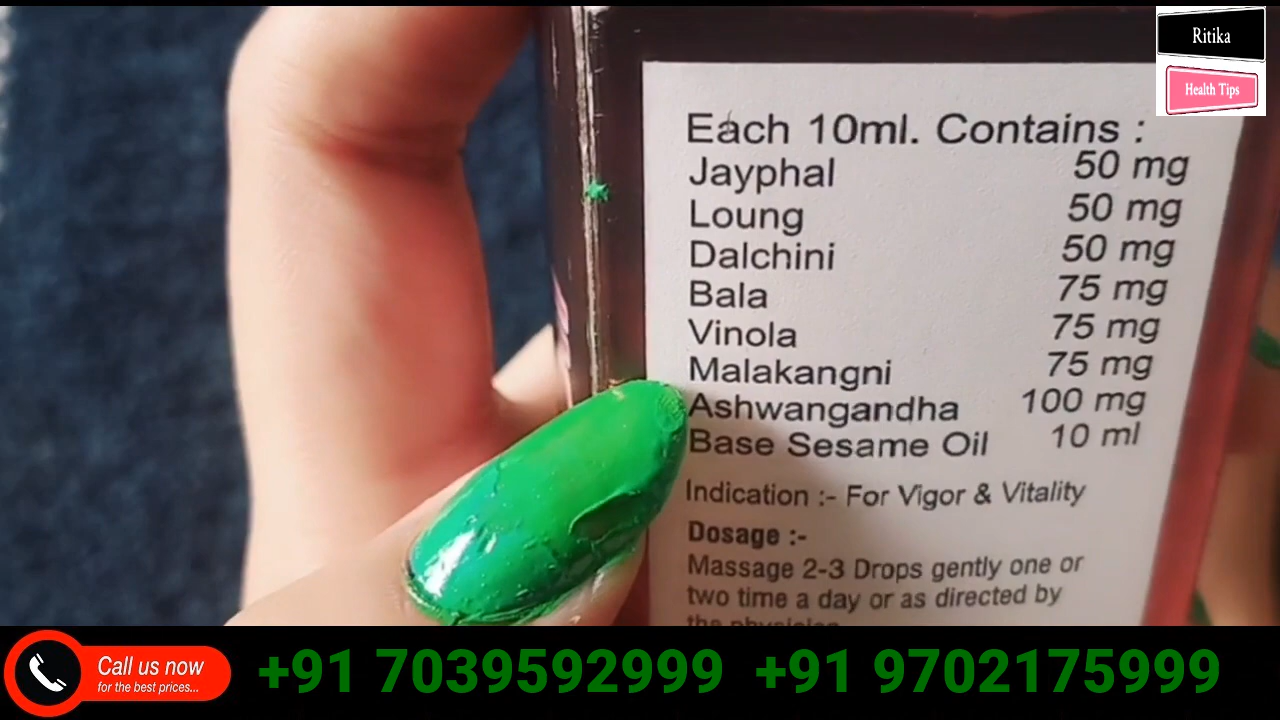 Ritika
Health Tips
Each 10ml. Contains :
Jayphal 50 mg
Loung 50 mg
Dalchini 50 mg
Bala 75 mg
Vinola 75 mg
Malakangni 75 mg
Ashwangandha 100 mg
Base Sesame Oil 10 ml
Indication :- For Vigor & Vitality
Dosage :-
Massage 2-3 Drops gently one or
two time a day or as directed by
the physician
Call us now
for the best prices...
+91 7039592999 +91 9702175999